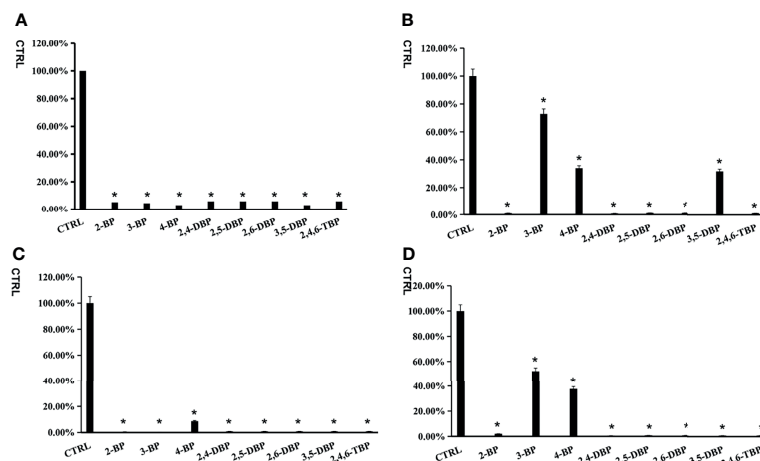 A
CTRL
120.00%
100.00%
80.00%
60.00%
40.00%
20.00%
0.00%
* * * * * * * *
CTRL 2-BP 3-BP 4-BP 2,4-DBP 2,5-DBP 2,6-DBP 3,5-DBP 2,4,6-TBP
B
CTRL
120.00%
100.00%
80.00%
60.00%
40.00%
20.00%
0.00%
* * * * * * * *
CTRL 2-BP 3-BP 4-BP 2,4-DBP 2,5-DBP 2,6-DBP 3,5-DBP 2,4,6-TBP
C
CTRL
120.00%
100.00%
80.00%
60.00%
40.00%
20.00%
0.00%
* * * * * * * *
CTRL 2-BP 3-BP 4-BP 2,4-DBP 2,5-DBP 2,6-DBP 3,5-DBP 2,4,6-TBP
D
CTRL
120.00%
100.00%
80.00%
60.00%
40.00%
20.00%
0.00%
* * * * * * * *
CTRL 2-BP 3-BP 4-BP 2,4-DBP 2,5-DBP 2,6-DBP 3,5-DBP 2,4,6-TBP